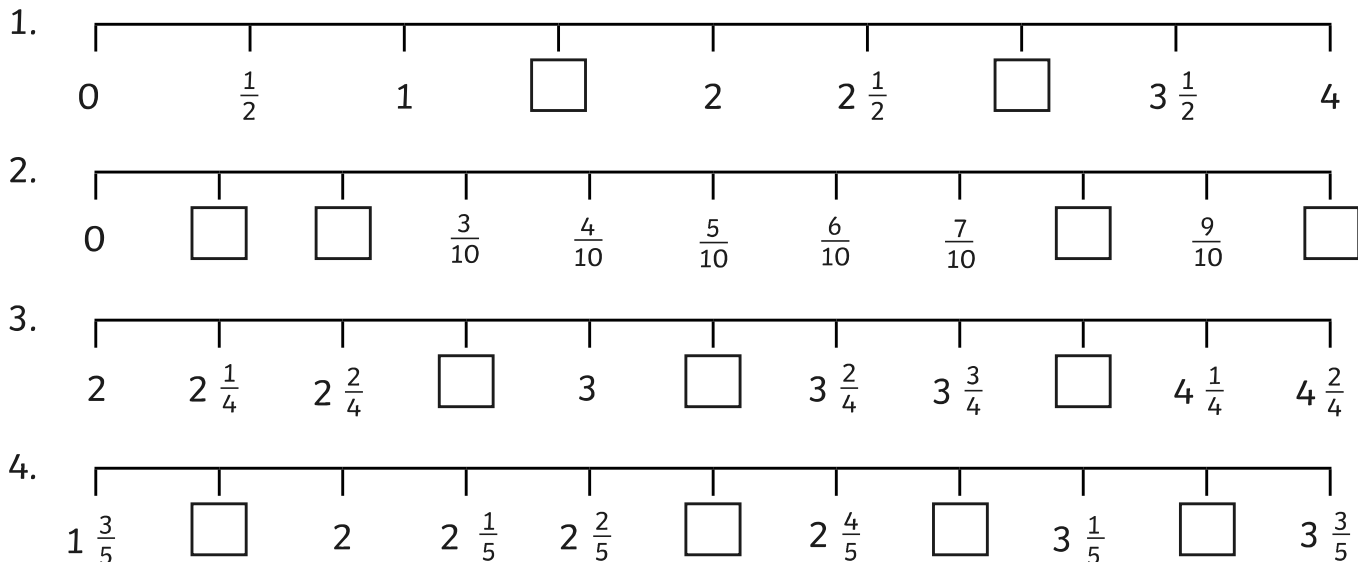 1. 0 1/2 1 □ 2 2 1/2 □ 3 1/2 4
2. 0 □ □ 3/10 4/10 5/10 6/10 7/10 □ 9/10 □
3. 2 2 1/4 2 2/4 □ 3 □ 3 2/4 3 3/4 □ 4 1/4 4 2/4
4. 1 3/5 □ 2 2 1/5 2 2/5 □ 2 4/5 □ 3 1/5 □ 3 3/5